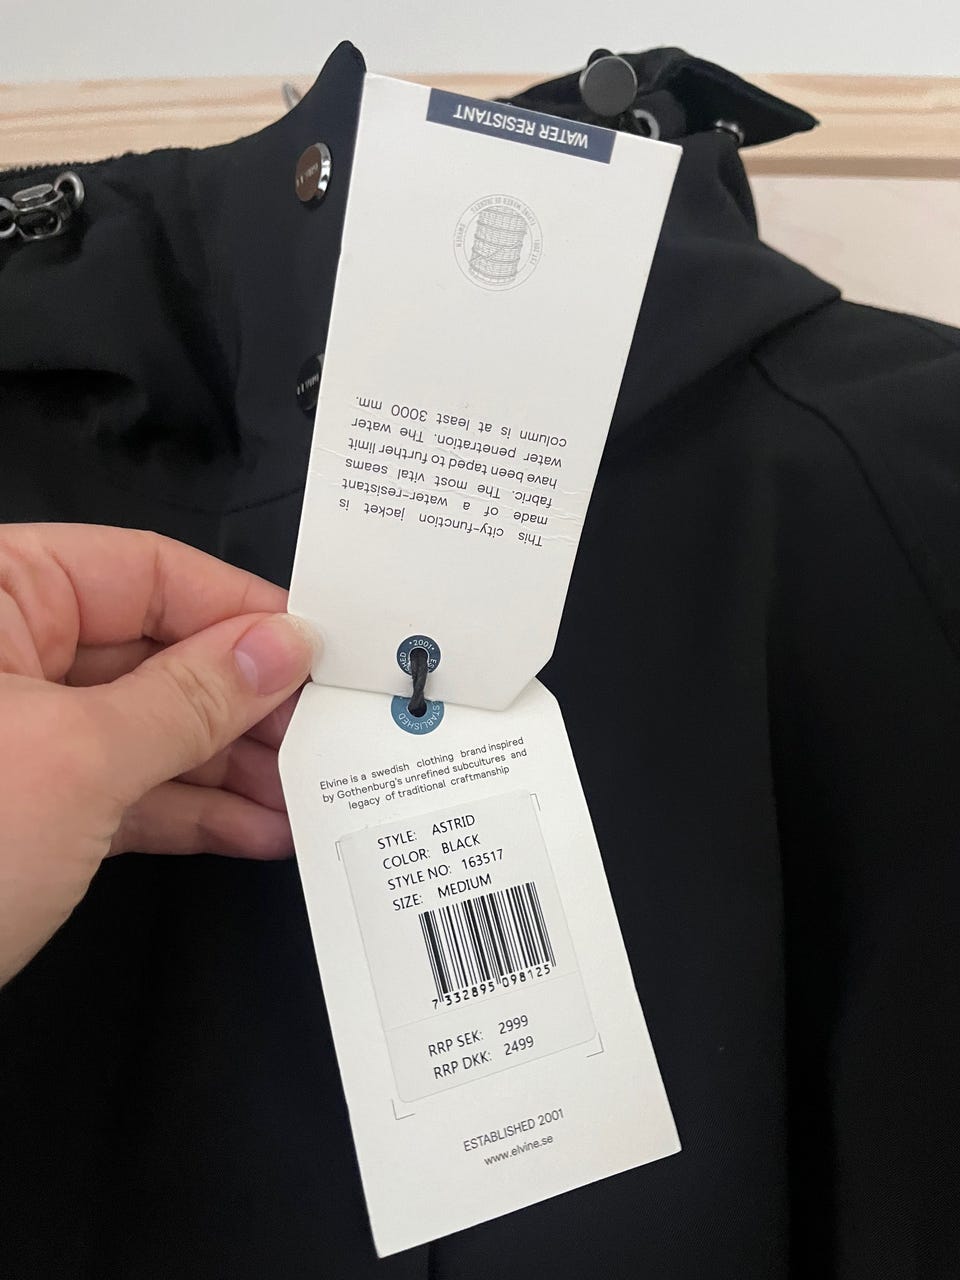 WATER RESISTANT
This city-function jacket is
made of a water-resistant
fabric. The most vital seams
have been taped to further limit
water penetration. The water
column is at least 3000 mm.
*2001*
ESTABLISHED
Elvine is a swedish clothing brand inspired
by Gothenburg's unrefined subcultures and
legacy of traditional craftmanship
STYLE: ASTRID
COLOR: BLACK
STYLE NO: 163517
SIZE: MEDIUM
7 332895 098125
RRP SEK: 2999
RRP DKK: 2499
ESTABLISHED 2001
www.elvine.se